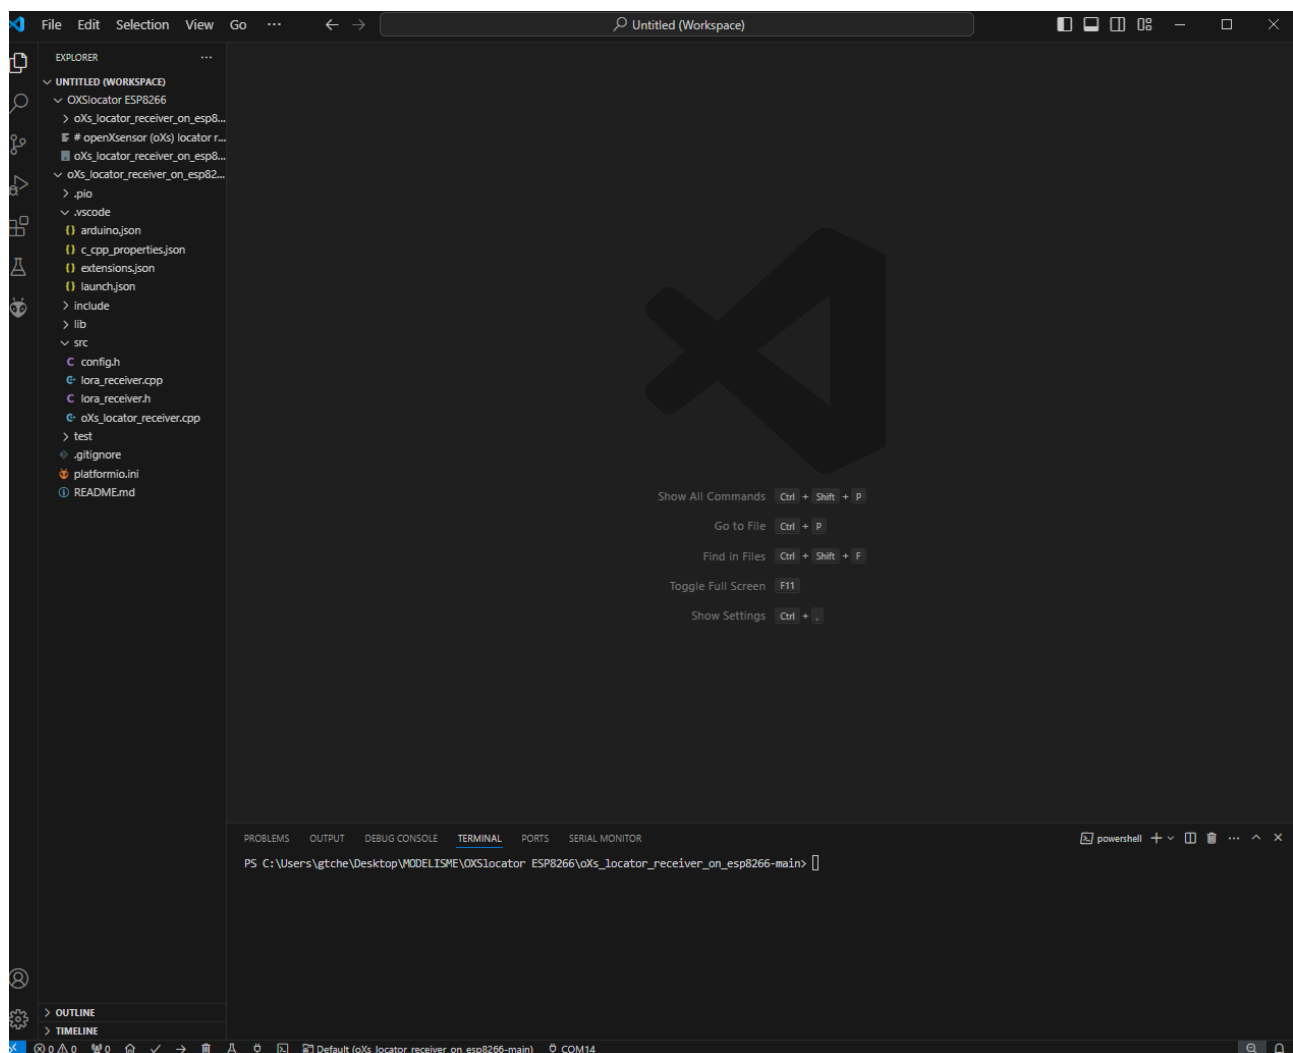 File Edit Selection View Go ··· Untitled (Workspace)
EXPLORER ···
UNTITLED (WORKSPACE)
OXSlocator ESP8266
oXs_locator_receiver_on_esp8...
# openXsensor (oXs) locator r...
oXs_locator_receiver_on_esp8...
oXs_locator_receiver_on_esp82...
.pio
.vscode
{} arduino.json
{} c_cpp_properties.json
{} extensions.json
{} launch.json
include
lib
src
C config.h
lora_receiver.cpp
C lora_receiver.h
oXs_locator_receiver.cpp
test
.gitignore
platformio.ini
README.md
Show All Commands Ctrl + Shift + P
Go to File Ctrl + P
Find in Files Ctrl + Shift + F
Toggle Full Screen F11
Show Settings Ctrl + ,
PROBLEMS OUTPUT DEBUG CONSOLE TERMINAL PORTS SERIAL MONITOR powershell
PS C:\Users\gtche\Desktop\MODELISME\OXSlocator ESP8266\oXs_locator_receiver_on_esp8266-main>
OUTLINE
TIMELINE
0 0 0 Default (oXs_locator_receiver_on_esp8266-main) COM14